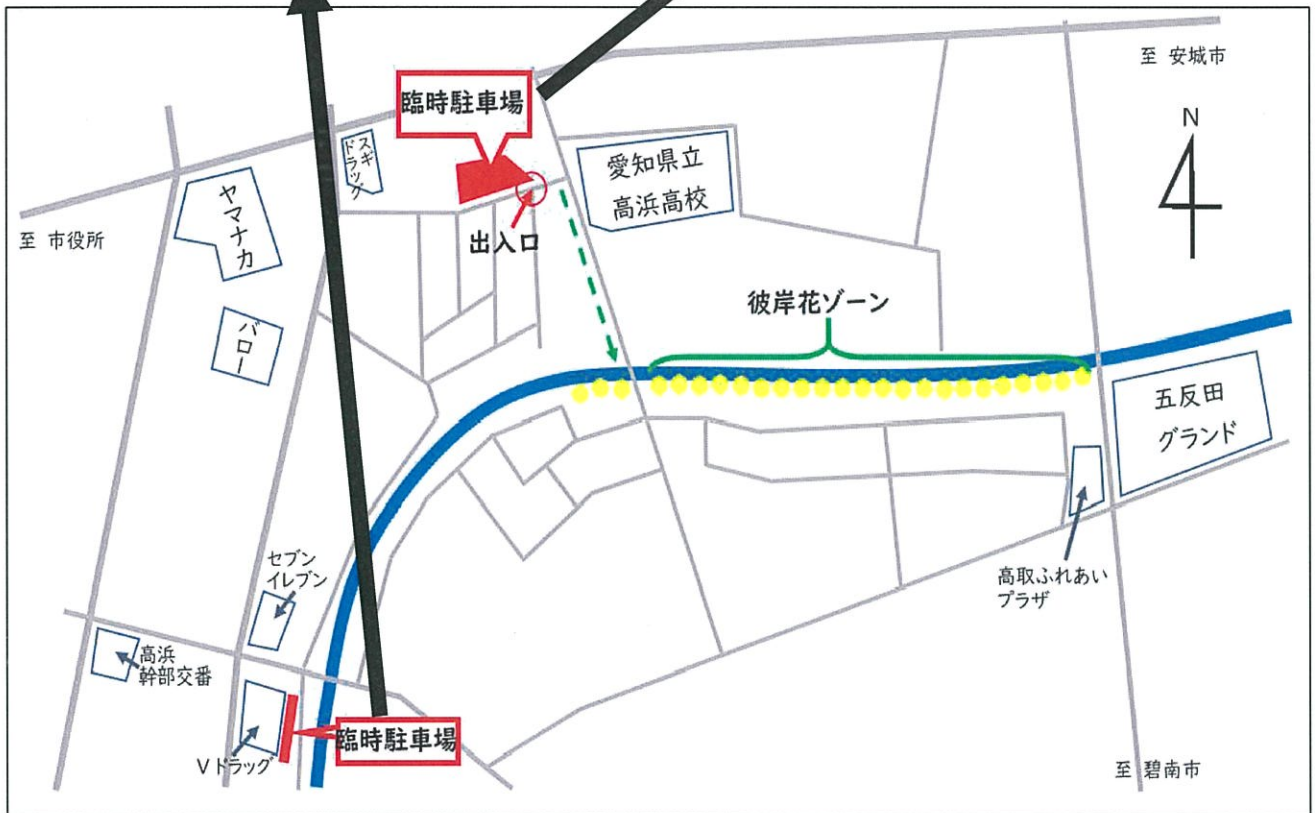 至 安城市
臨時駐車場
スギ
ドラッグ
愛知県立
高浜高校
N
ヤマナカ
至 市役所
出入口
彼岸花ゾーン
バロー
五反田
グランド
セブン
イレブン
高取ふれあい
プラザ
高浜
幹部交番
臨時駐車場
Vドラッグ
至 碧南市